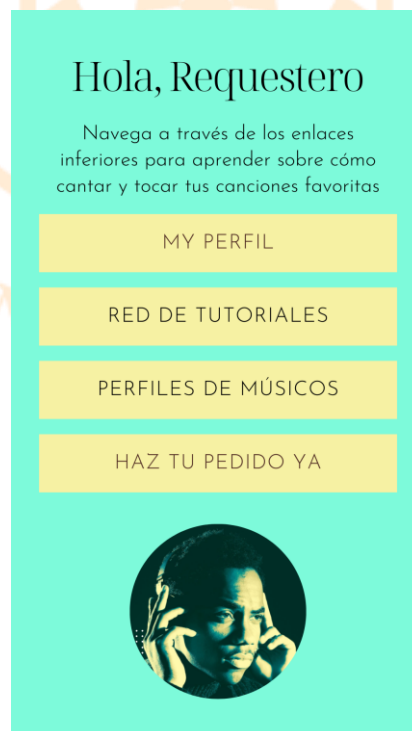 Hola, Requestero
Navega a través de los enlaces
inferiores para aprender sobre cómo
cantar y tocar tus canciones favoritas
MY PERFIL
RED DE TUTORIALES
PERFILES DE MÚSICOS
HAZ TU PEDIDO YA